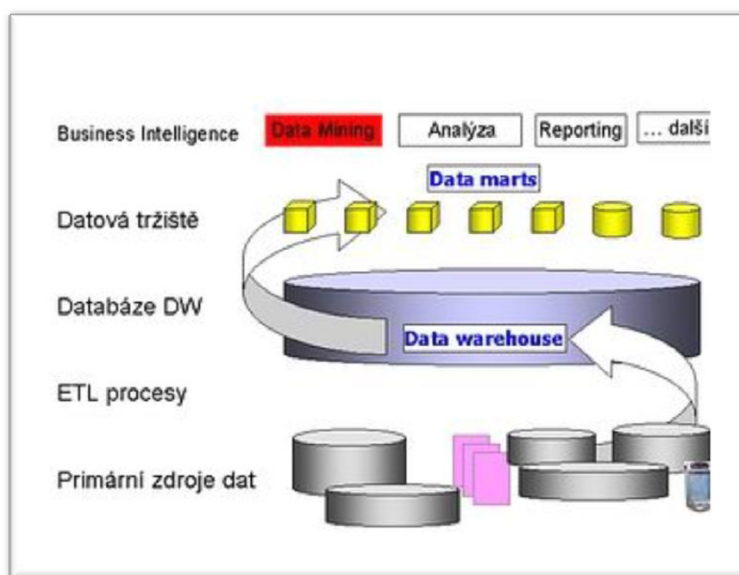 Business Intelligence
Data Mining
Analýza
Reporting
... další
Data marts
Datová tržiště
Databáze DW
Data warehouse
ETL procesy
Primární zdroje dat